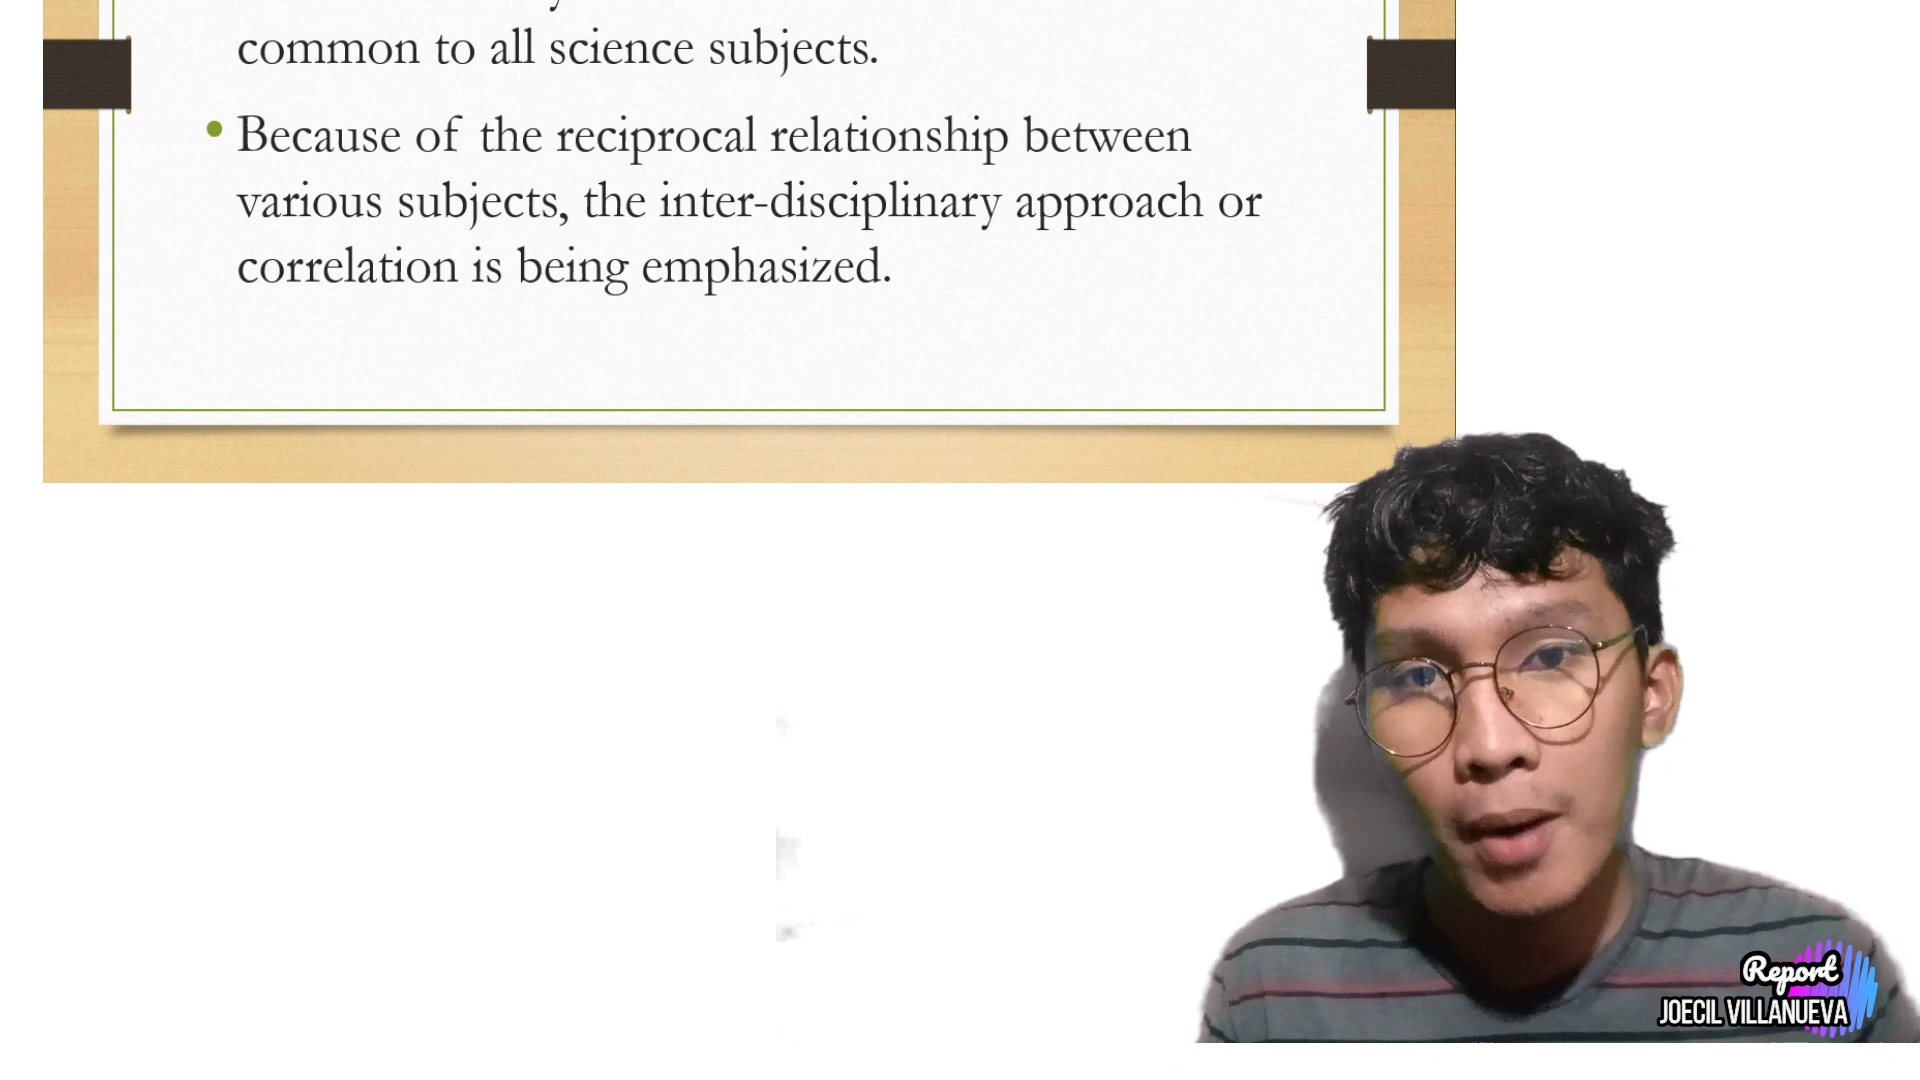 common to all science subjects.
• Because of the reciprocal relationship between
various subjects, the inter-disciplinary approach or
correlation is being emphasized.
Report
JOECIL VILLANUEVA